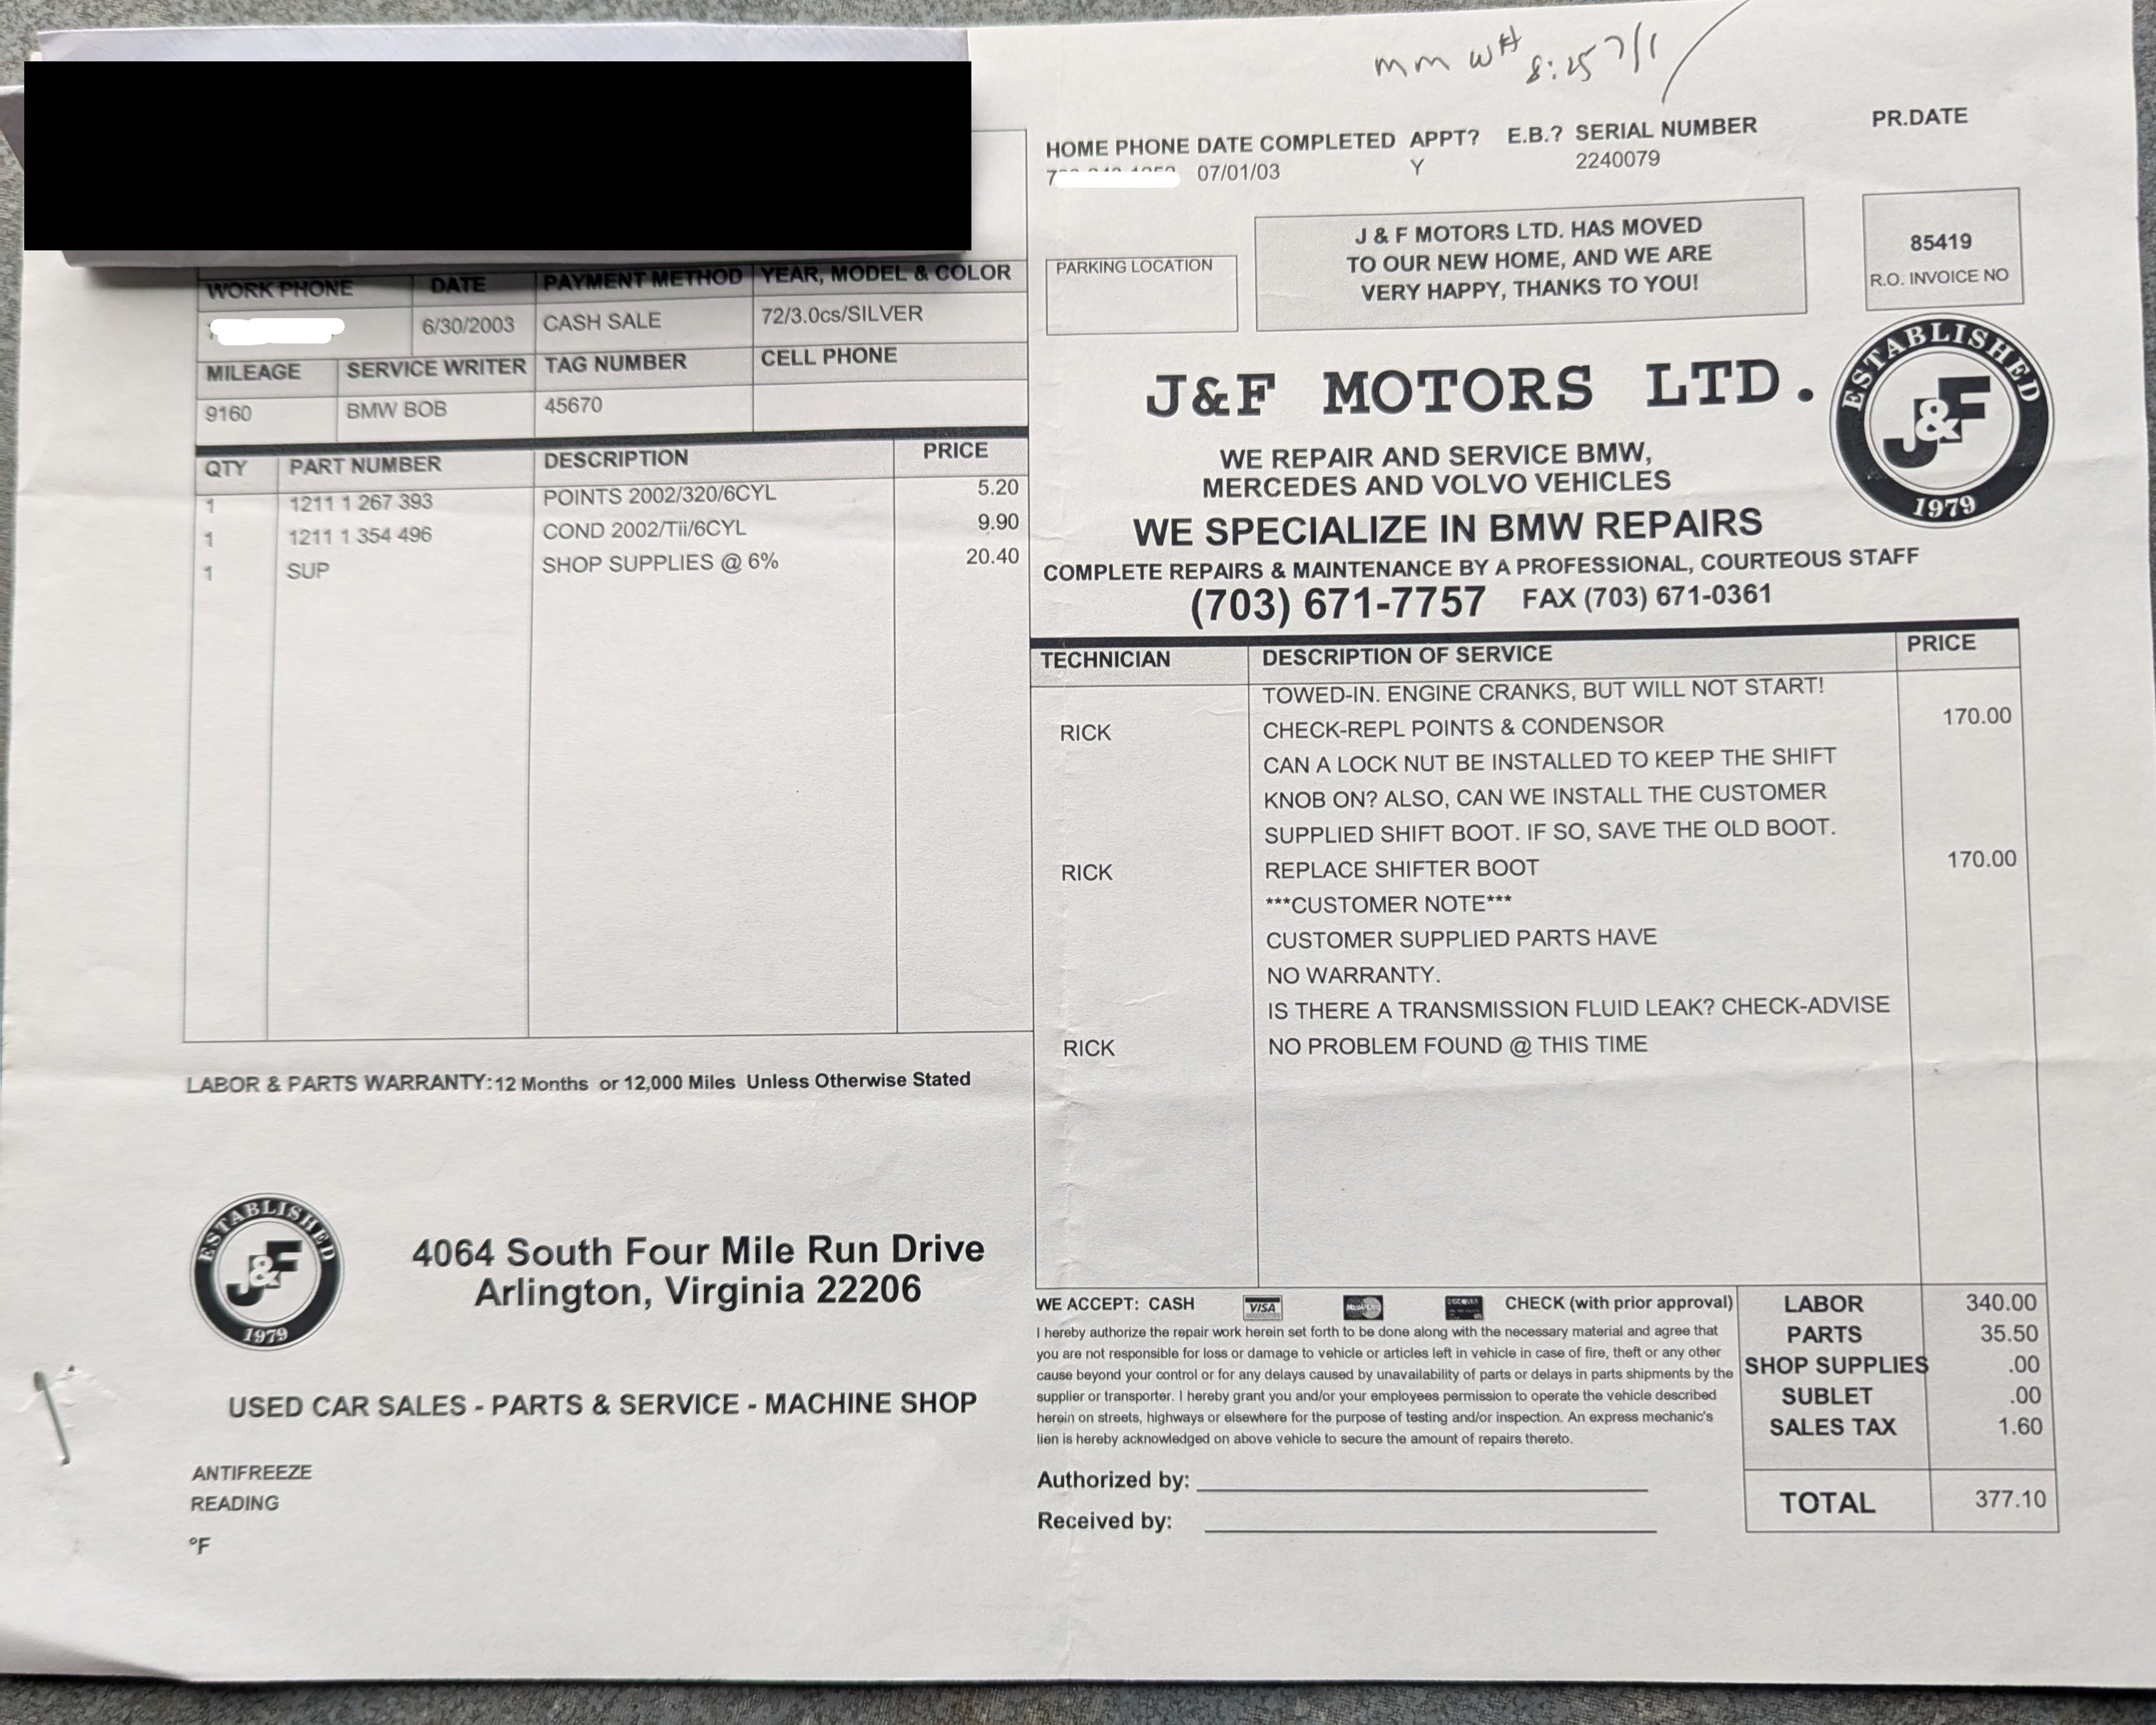 mm w# 8:25 7/1
HOME PHONE DATE COMPLETED APPT? E.B.? SERIAL NUMBER PR.DATE
07/01/03 Y 2240079
WORK PHONE DATE PAYMENT METHOD YEAR, MODEL & COLOR
6/30/2003 CASH SALE 72/3.0cs/SILVER
MILEAGE SERVICE WRITER TAG NUMBER CELL PHONE
9160 BMW BOB 45670
QTY PART NUMBER DESCRIPTION PRICE
1 1211 1 267 393 POINTS 2002/320/6CYL 5.20
1 1211 1 354 496 COND 2002/Tii/6CYL 9.90
1 SUP SHOP SUPPLIES @ 6% 20.40
LABOR & PARTS WARRANTY: 12 Months or 12,000 Miles Unless Otherwise Stated
ESTABLISHED
J&F
1979
4064 South Four Mile Run Drive
Arlington, Virginia 22206
USED CAR SALES - PARTS & SERVICE - MACHINE SHOP
ANTIFREEZE
READING
°F
PARKING LOCATION
J & F MOTORS LTD. HAS MOVED
TO OUR NEW HOME, AND WE ARE
VERY HAPPY, THANKS TO YOU!
85419
R.O. INVOICE NO
J&F MOTORS LTD.
ESTABLISHED
J&F
1979
WE REPAIR AND SERVICE BMW,
MERCEDES AND VOLVO VEHICLES
WE SPECIALIZE IN BMW REPAIRS
COMPLETE REPAIRS & MAINTENANCE BY A PROFESSIONAL, COURTEOUS STAFF
(703) 671-7757 FAX (703) 671-0361
TECHNICIAN DESCRIPTION OF SERVICE PRICE
TOWED-IN. ENGINE CRANKS, BUT WILL NOT START!
RICK CHECK-REPL POINTS & CONDENSOR 170.00
CAN A LOCK NUT BE INSTALLED TO KEEP THE SHIFT
KNOB ON? ALSO, CAN WE INSTALL THE CUSTOMER
SUPPLIED SHIFT BOOT. IF SO, SAVE THE OLD BOOT.
RICK REPLACE SHIFTER BOOT 170.00
***CUSTOMER NOTE***
CUSTOMER SUPPLIED PARTS HAVE
NO WARRANTY.
IS THERE A TRANSMISSION FLUID LEAK? CHECK-ADVISE
RICK NO PROBLEM FOUND @ THIS TIME
WE ACCEPT: CASH VISA MasterCard DISCOVER CHECK (with prior approval)
I hereby authorize the repair work herein set forth to be done along with the necessary material and agree that
you are not responsible for loss or damage to vehicle or articles left in vehicle in case of fire, theft or any other
cause beyond your control or for any delays caused by unavailability of parts or delays in parts shipments by the
supplier or transporter. I hereby grant you and/or your employees permission to operate the vehicle described
herein on streets, highways or elsewhere for the purpose of testing and/or inspection. An express mechanic's
lien is hereby acknowledged on above vehicle to secure the amount of repairs thereto.
Authorized by:
Received by:
LABOR 340.00
PARTS 35.50
SHOP SUPPLIES .00
SUBLET .00
SALES TAX 1.60
TOTAL 377.10